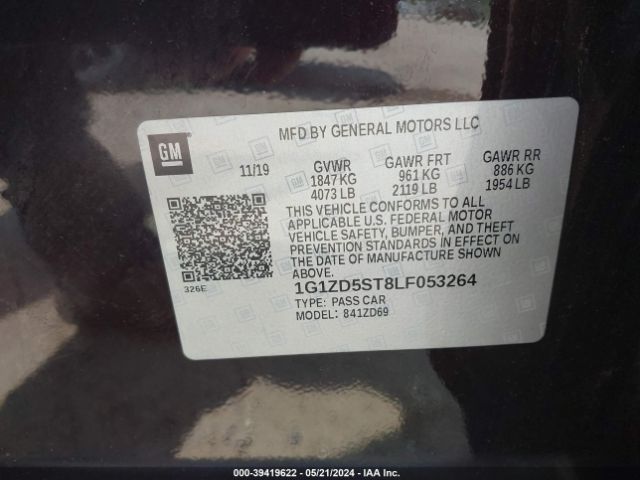 MFD BY GENERAL MOTORS LLC
GM
11/19
GVWR
1847 KG
4073 LB
GAWR FRT
961 KG
2119 LB
GAWR RR
886 KG
1954 LB
THIS VEHICLE CONFORMS TO ALL
APPLICABLE U.S. FEDERAL MOTOR
VEHICLE SAFETY, BUMPER, AND THEFT
PREVENTION STANDARDS IN EFFECT ON
THE DATE OF MANUFACTURE SHOWN
ABOVE.
326E
1G1ZD5ST8LF053264
TYPE: PASS CAR
MODEL: 841ZD69
000-39419622 - 05/21/2024 - IAA Inc.